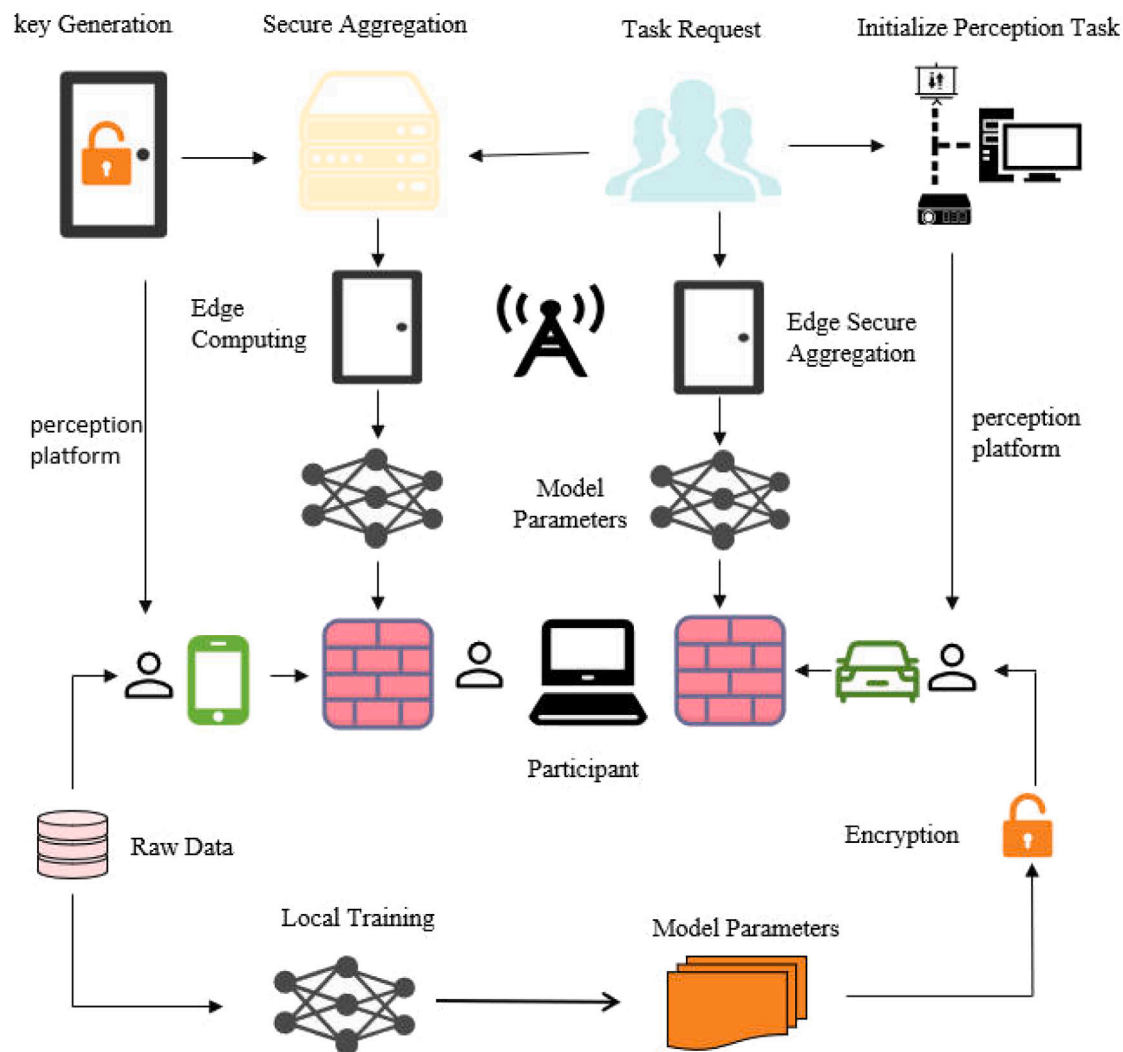 key Generation
Secure Aggregation
Task Request
Initialize Perception Task
Edge
Computing
Edge Secure
Aggregation
perception
platform
perception
platform
Model
Parameters
Participant
Raw Data
Encryption
Local Training
Model Parameters